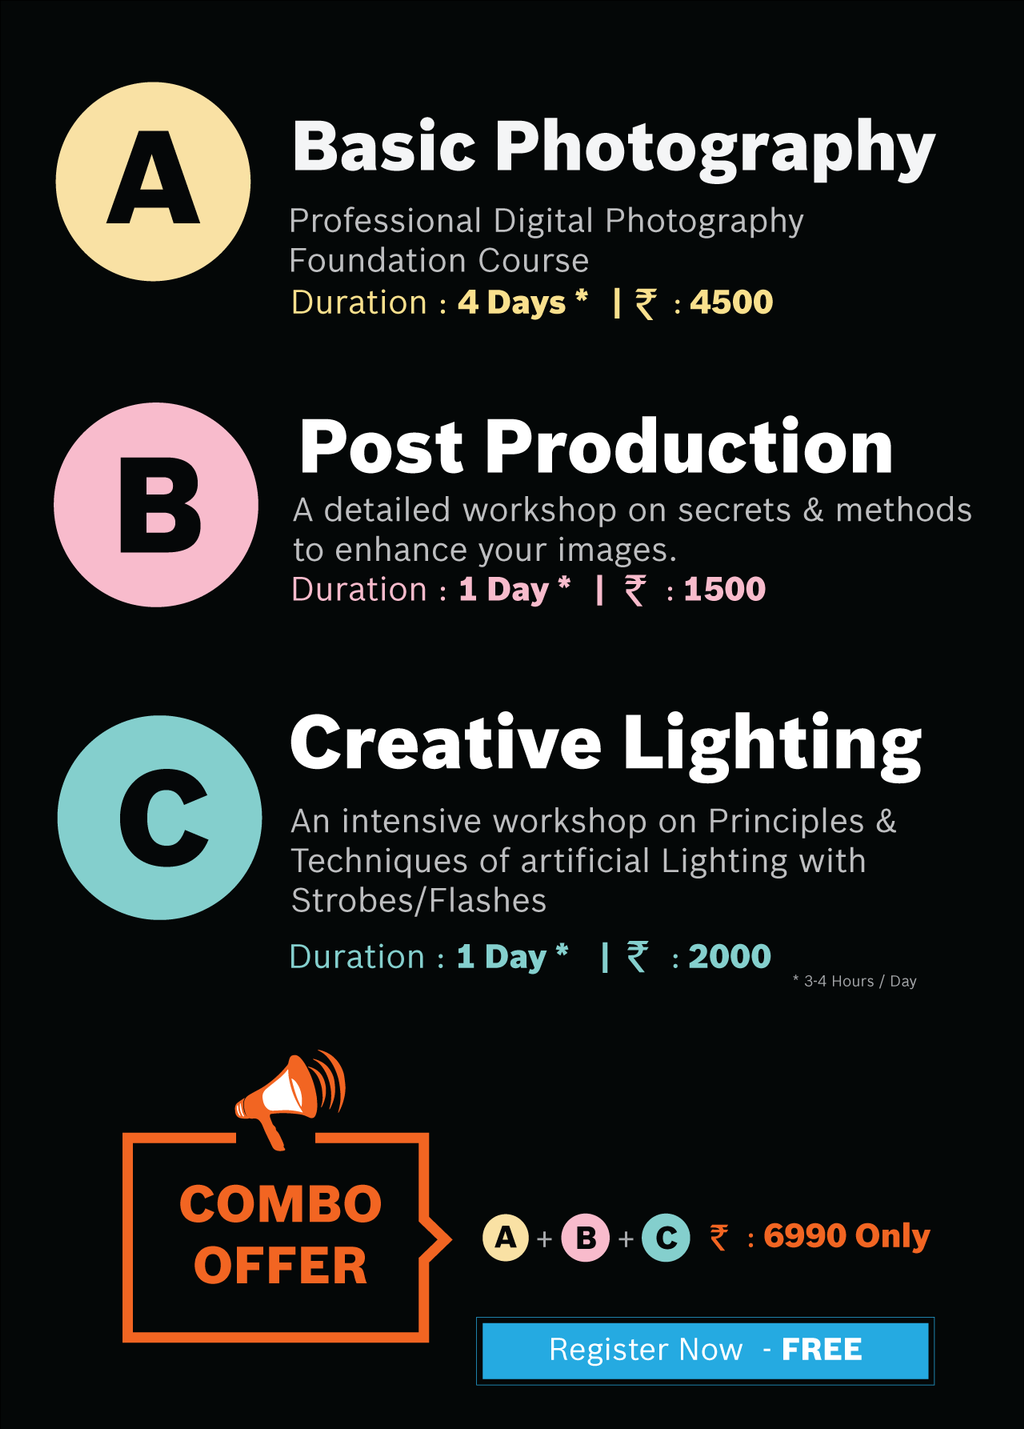 A
Basic Photography
Professional Digital Photography
Foundation Course
Duration : 4 Days * | ₹ : 4500
B
Post Production
A detailed workshop on secrets & methods
to enhance your images.
Duration : 1 Day * | ₹ : 1500
C
Creative Lighting
An intensive workshop on Principles &
Techniques of artificial Lighting with
Strobes/Flashes
Duration : 1 Day * | ₹ : 2000
* 3-4 Hours / Day
COMBO
OFFER
A + B + C ₹ : 6990 Only
Register Now - FREE